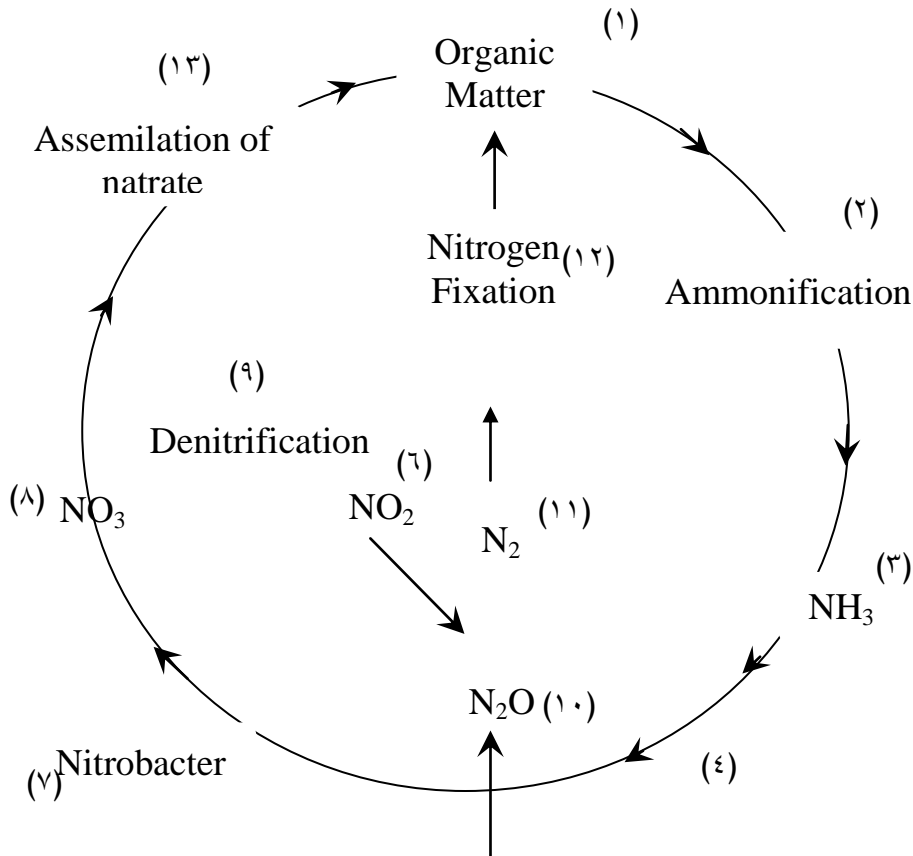 (١)
Organic
Matter
(١٣)
Assemilation of
natrate
(٢)
Nitrogen (١٢)
Fixation
Ammonification
(٩)
Denitrification
(٦)
NO₂
(٨) NO₃
N₂ (١١)
(٣)
NH₃
N₂O (١٠)
(٤)
(٧) Nitrobacter